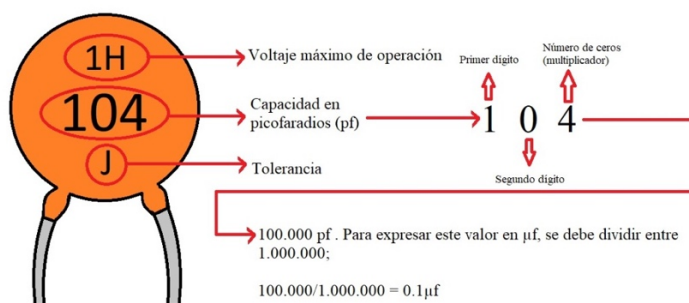 1H
Voltaje máximo de operación
104
Capacidad en
picofaradios (pf)
J
Tolerancia
Primer dígito
Número de ceros
(multiplicador)
1 0 4
Segundo dígito
100.000 pf . Para expresar este valor en µf, se debe dividir entre
1.000.000;
100.000/1.000.000 = 0.1µf